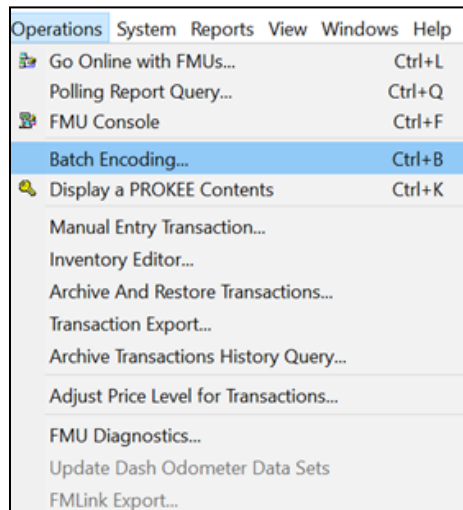 Operations System Reports View Windows Help
Go Online with FMUs... Ctrl+L
Polling Report Query... Ctrl+Q
FMU Console Ctrl+F
Batch Encoding... Ctrl+B
Display a PROKEE Contents Ctrl+K
Manual Entry Transaction...
Inventory Editor...
Archive And Restore Transactions...
Transaction Export...
Archive Transactions History Query...
Adjust Price Level for Transactions...
FMU Diagnostics...
Update Dash Odometer Data Sets
FMLink Export...